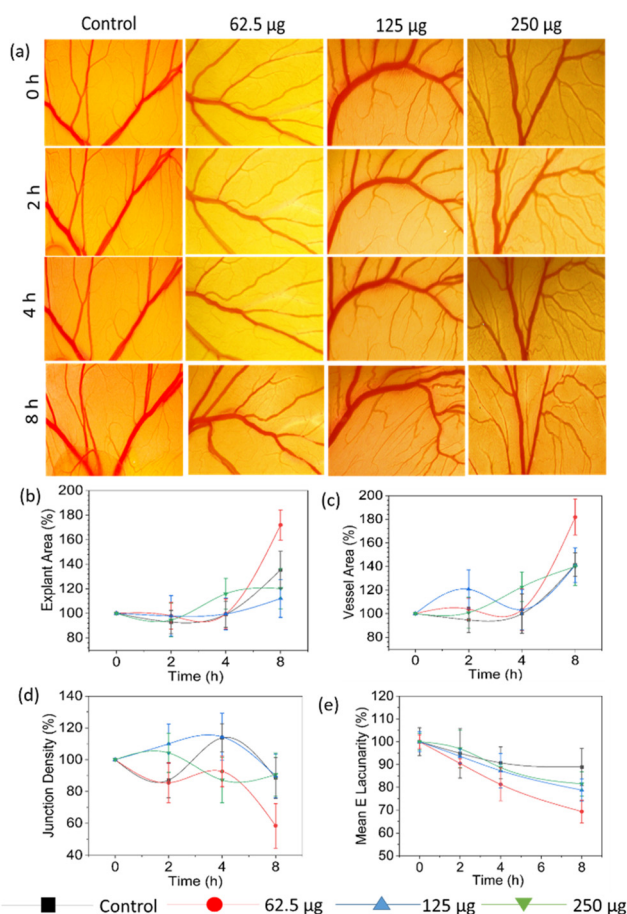 Control 62.5 µg 125 µg 250 µg
(a)
0 h
2 h
4 h
8 h
(b)
200
180
160
140
120
100
80
Explant Area (%)
0 2 4 8
Time (h)
(c)
200
180
160
140
120
100
80
Vessel Area (%)
0 2 4 8
Time (h)
(d)
140
120
100
80
60
40
Junction Density (%)
0 2 4 8
Time (h)
(e)
120
110
100
90
80
70
60
50
Mean E Lacunarity (%)
0 2 4 6 8
Time (h)
Control 62.5 µg 125 µg 250 µg